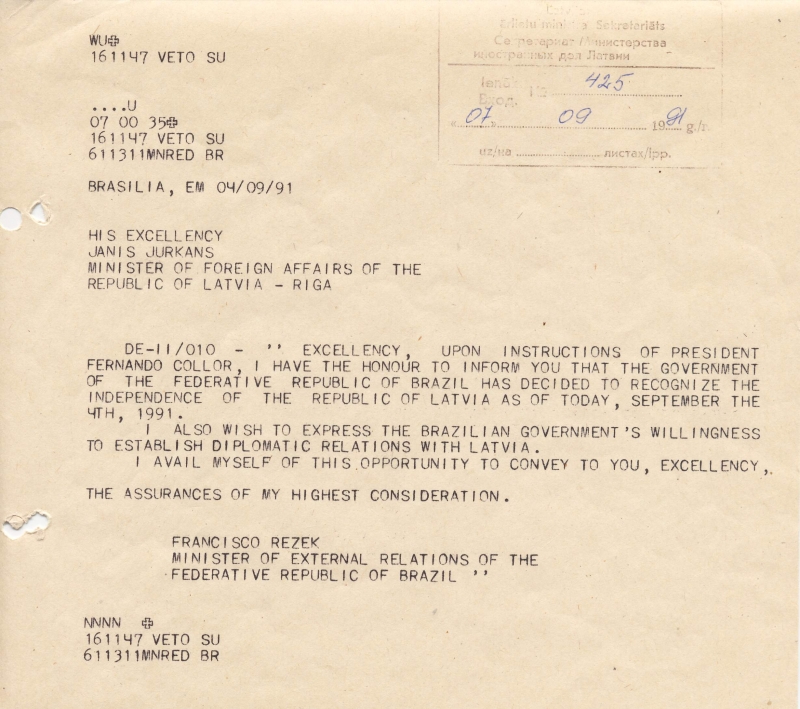 WU✠
161147 VETO SU
Sekretariāts
Секретариат Министерства
иностранных дел Латвии
Вход. № 425
«07» 09 1991 g./г.
uz/на листах/lpp.
....U
07 00 35✠
161147 VETO SU
611311MNRED BR
BRASILIA, EM 04/09/91
HIS EXCELLENCY
JANIS JURKANS
MINISTER OF FOREIGN AFFAIRS OF THE
REPUBLIC OF LATVIA - RIGA
DE-II/010 - '' EXCELLENCY, UPON INSTRUCTIONS OF PRESIDENT
FERNANDO COLLOR, I HAVE THE HONOUR TO INFORM YOU THAT THE GOVERNMENT
OF THE FEDERATIVE REPUBLIC OF BRAZIL HAS DECIDED TO RECOGNIZE THE
INDEPENDENCE OF THE REPUBLIC OF LATVIA AS OF TODAY, SEPTEMBER THE
4TH, 1991.
I ALSO WISH TO EXPRESS THE BRAZILIAN GOVERNMENT'S WILLINGNESS
TO ESTABLISH DIPLOMATIC RELATIONS WITH LATVIA.
I AVAIL MYSELF OF THIS OPPORTUNITY TO CONVEY TO YOU, EXCELLENCY,
THE ASSURANCES OF MY HIGHEST CONSIDERATION.
FRANCISCO REZEK
MINISTER OF EXTERNAL RELATIONS OF THE
FEDERATIVE REPUBLIC OF BRAZIL ''
NNNN ✠
161147 VETO SU
611311MNRED BR